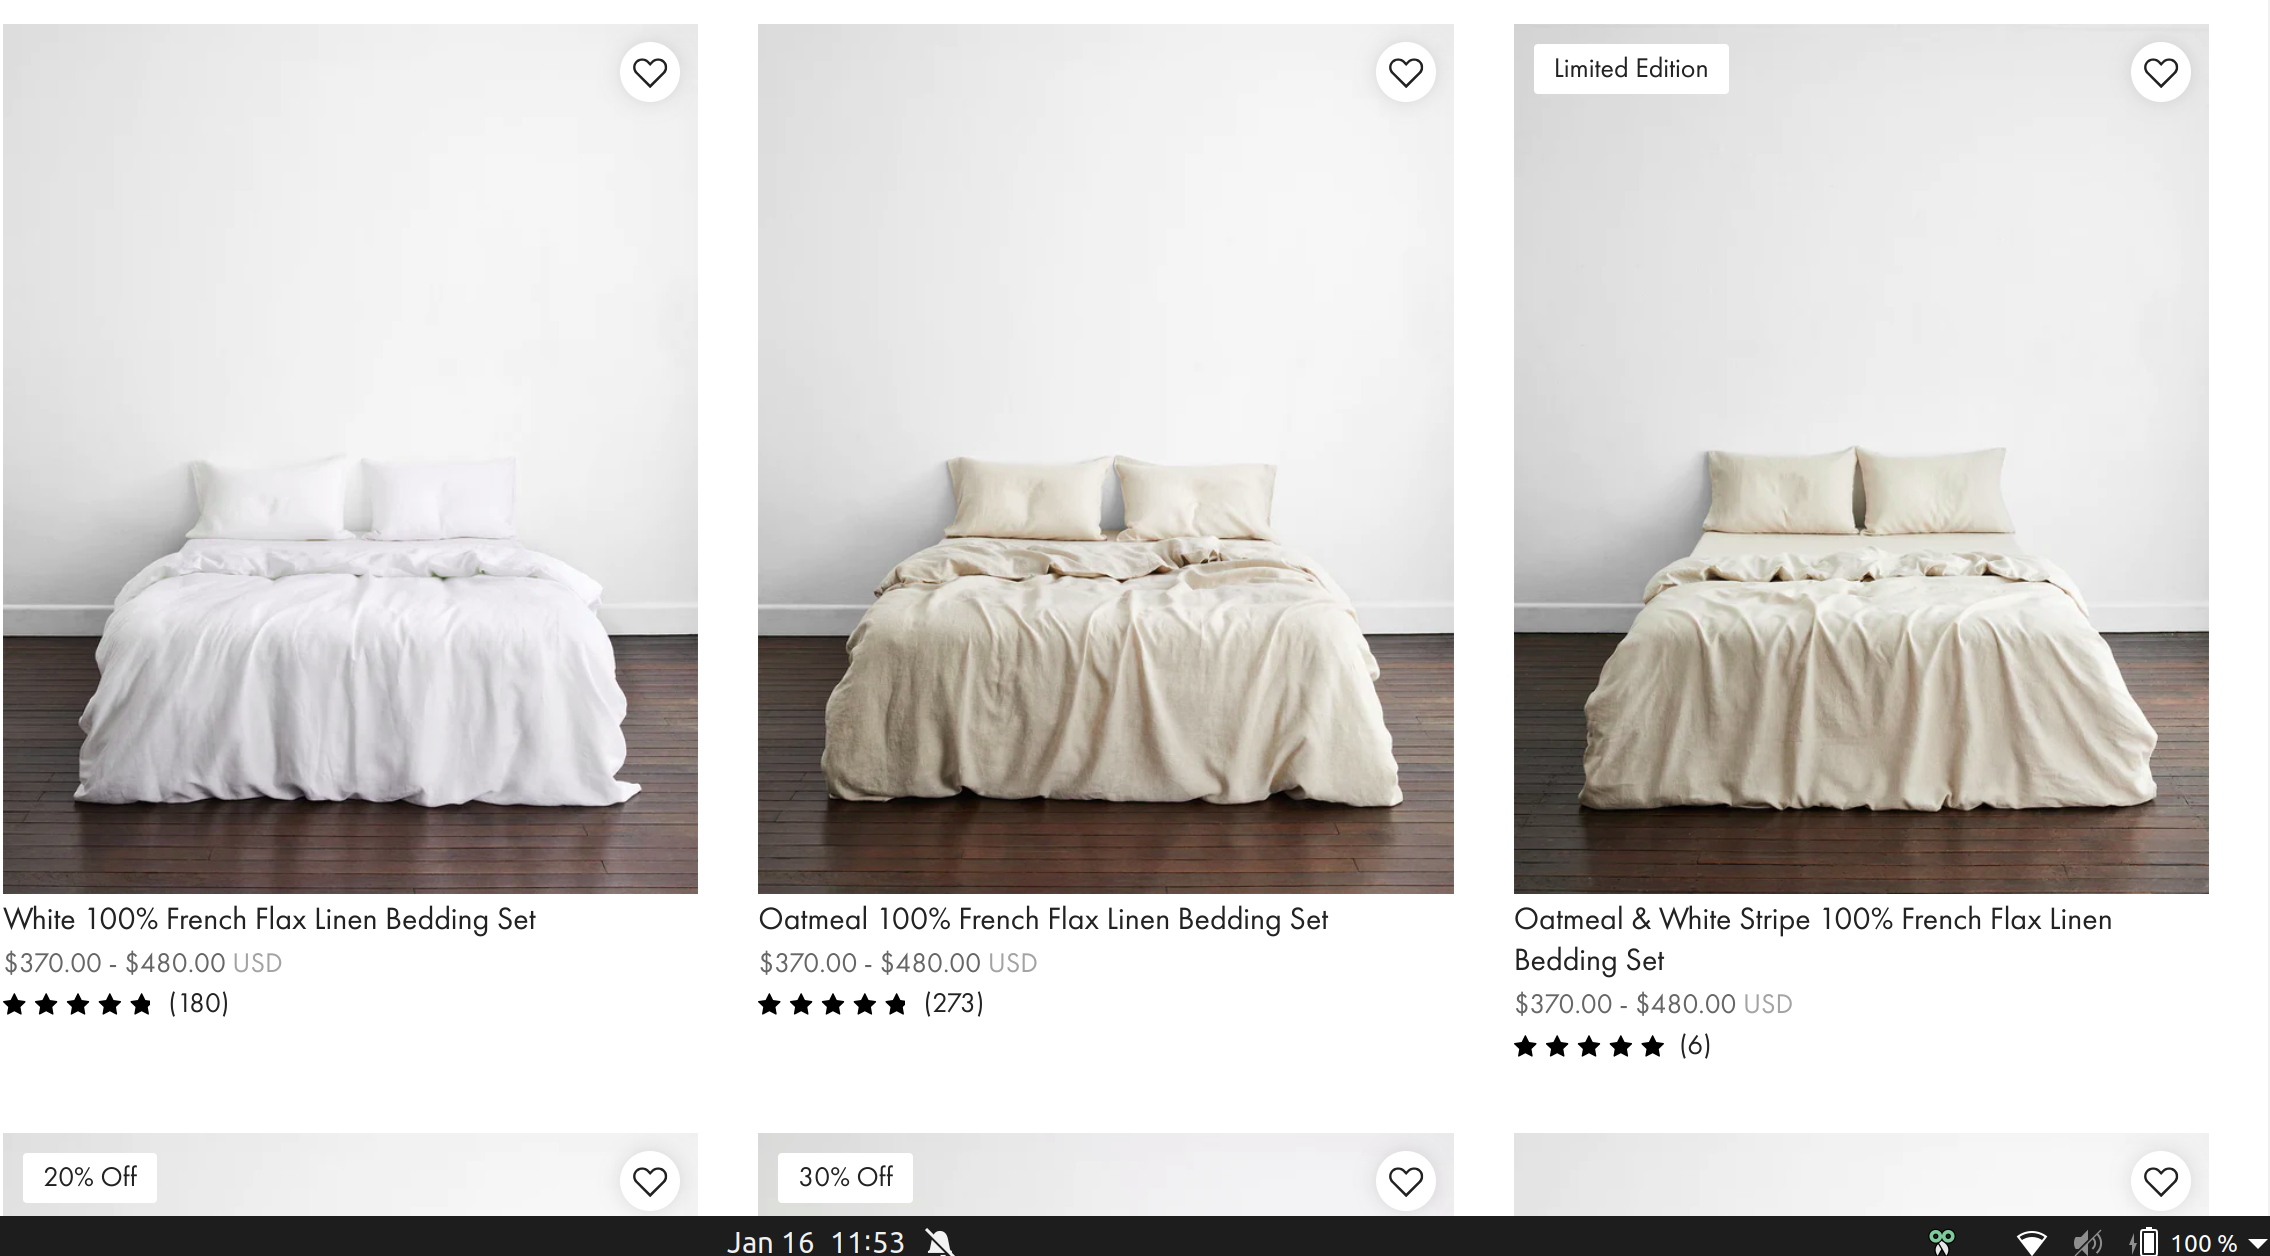 Limited Edition
White 100% French Flax Linen Bedding Set
$370.00 - $480.00 USD
(180)
Oatmeal 100% French Flax Linen Bedding Set
$370.00 - $480.00 USD
(273)
Oatmeal & White Stripe 100% French Flax Linen
Bedding Set
$370.00 - $480.00 USD
(6)
20% Off
30% Off
Jan 16 11:53
100 %